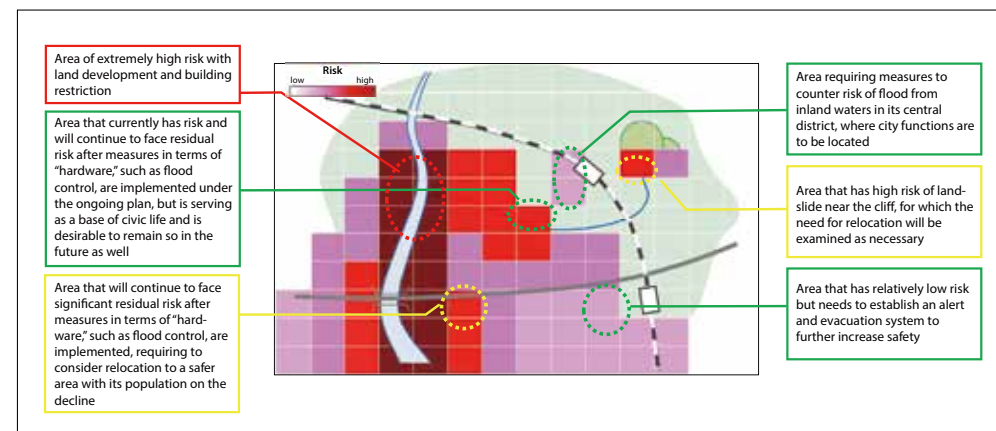 Area of extremely high risk with
land development and building
restriction
Area that currently has risk and
will continue to face residual
risk after measures in terms of
“hardware,” such as flood
control, are implemented under
the ongoing plan, but is serving
as a base of civic life and is
desirable to remain so in the
future as well
Area that will continue to face
significant residual risk after
measures in terms of “hard-
ware,” such as flood control, are
implemented, requiring to
consider relocation to a safer
area with its population on the
decline
Risk
low high
Area requiring measures to
counter risk of flood from
inland waters in its central
district, where city functions are
to be located
Area that has high risk of land-
slide near the cliff, for which the
need for relocation will be
examined as necessary
Area that has relatively low risk
but needs to establish an alert
and evacuation system to
further increase safety